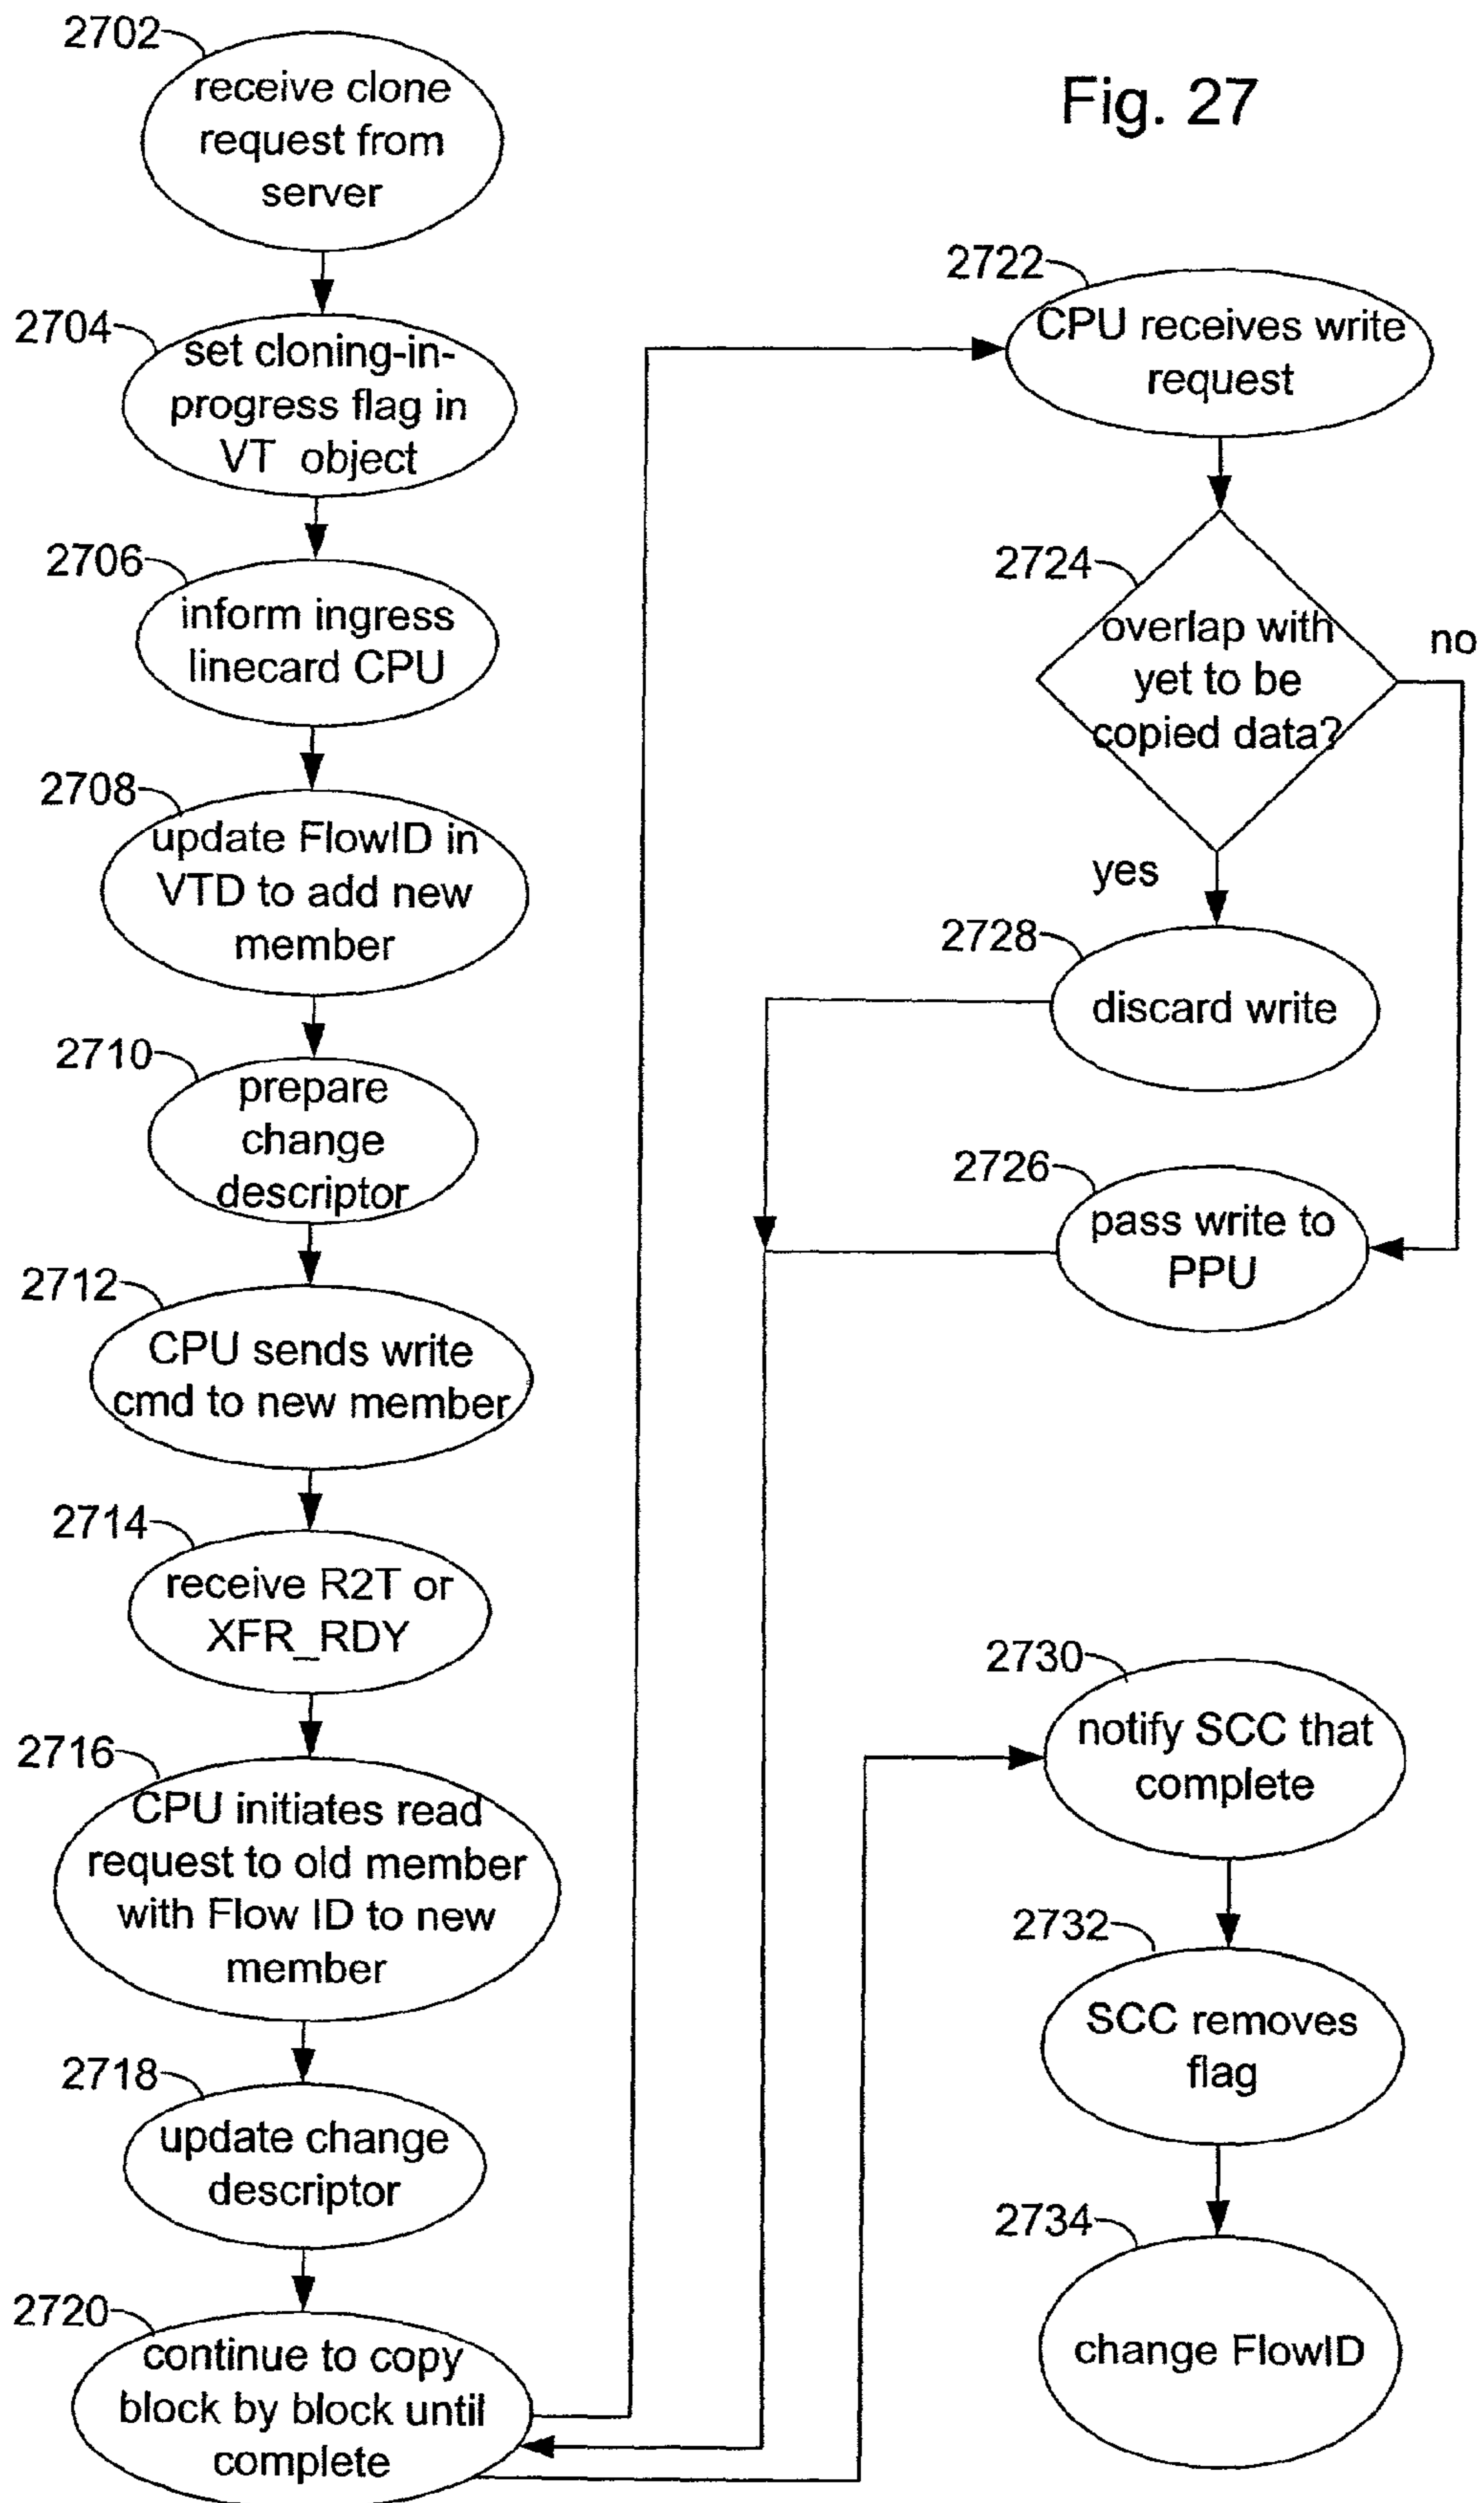 Fig. 27
2702
receive clone
request from
server
2704
set cloning-in-
progress flag in
VT object
2706
inform ingress
linecard CPU
2708
update FlowID in
VTD to add new
member
2710
prepare
change
descriptor
2712
CPU sends write
cmd to new member
2714
receive R2T or
XFR_RDY
2716
CPU initiates read
request to old member
with Flow ID to new
member
2718
update change
descriptor
2720
continue to copy
block by block until
complete
2722
CPU receives write
request
2724
overlap with
yet to be
copied data?
no
yes
2728
discard write
2726
pass write to
PPU
2730
notify SCC that
complete
2732
SCC removes
flag
2734
change FlowID